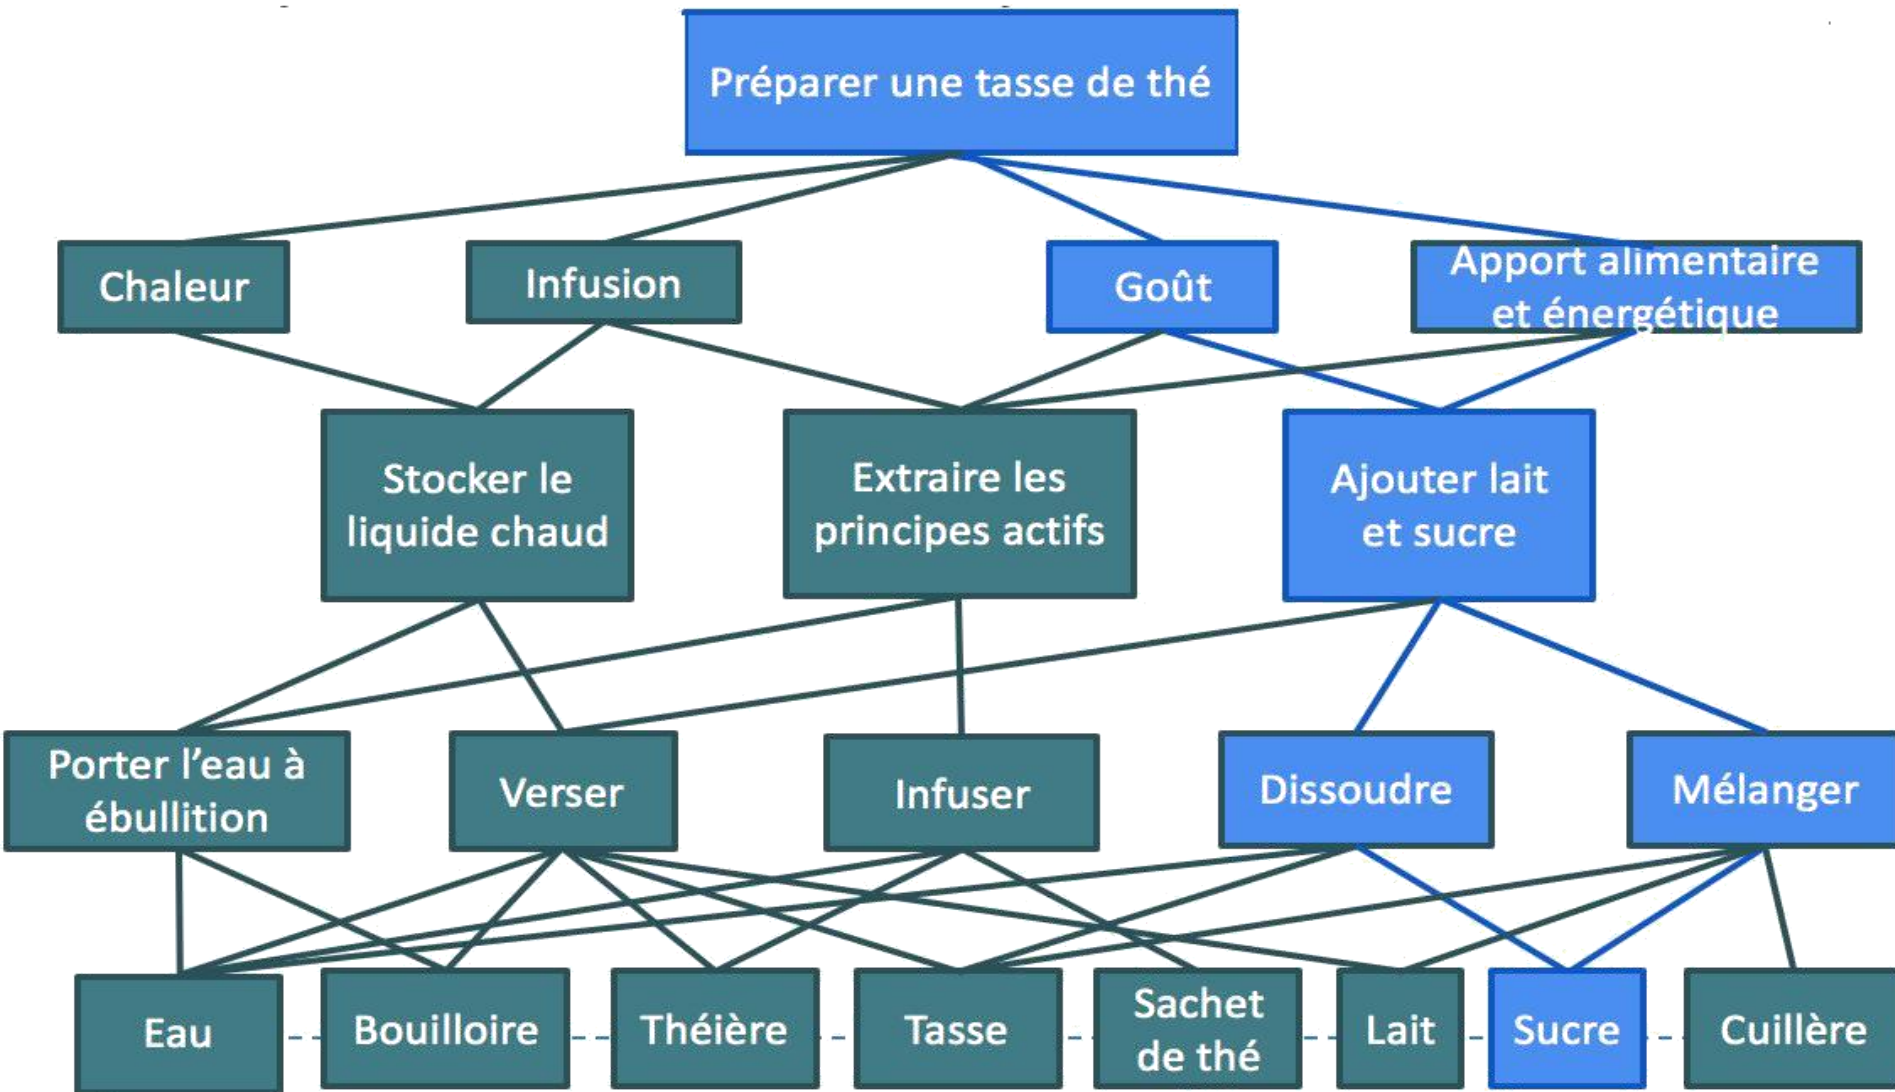 Préparer une tasse de thé
Chaleur
Infusion
Goût
Apport alimentaire
et énergétique
Stocker le
liquide chaud
Extraire les
principes actifs
Ajouter lait
et sucre
Porter l’eau à
ébullition
Verser
Infuser
Dissoudre
Mélanger
Eau
Bouilloire
Théière
Tasse
Sachet
de thé
Lait
Sucre
Cuillère